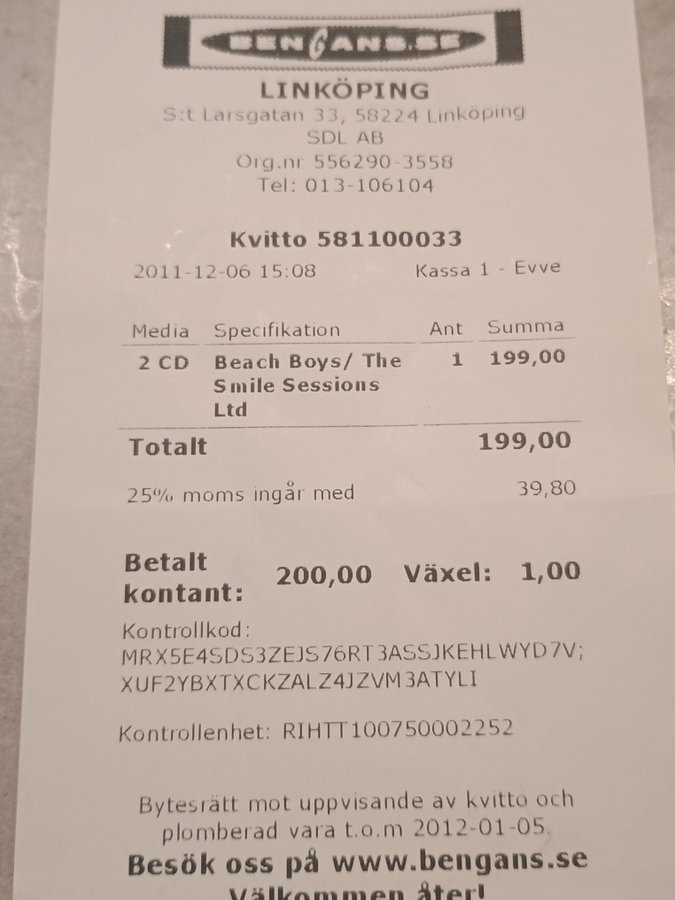 BENGANS.SE
LINKÖPING
S:t Larsgatan 33, 58224 Linköping
SDL AB
Org.nr 556290-3558
Tel: 013-106104
Kvitto 581100033
2011-12-06 15:08 Kassa 1 - Evve
Media Specifikation Ant Summa
2 CD Beach Boys/ The 1 199,00
Smile Sessions
Ltd
Totalt 199,00
25% moms ingår med 39,80
Betalt
kontant: 200,00 Växel: 1,00
Kontrollkod:
MRX5E4SDS3ZEJS76RT3ASSJKEHLWYD7V;
XUF2YBXTXCKZALZ4JZVM3ATYLI
Kontrollenhet: RIHTT100750002252
Bytesrätt mot uppvisande av kvitto och
plomberad vara t.o.m 2012-01-05.
Besök oss på www.bengans.se
Välkommen åter!